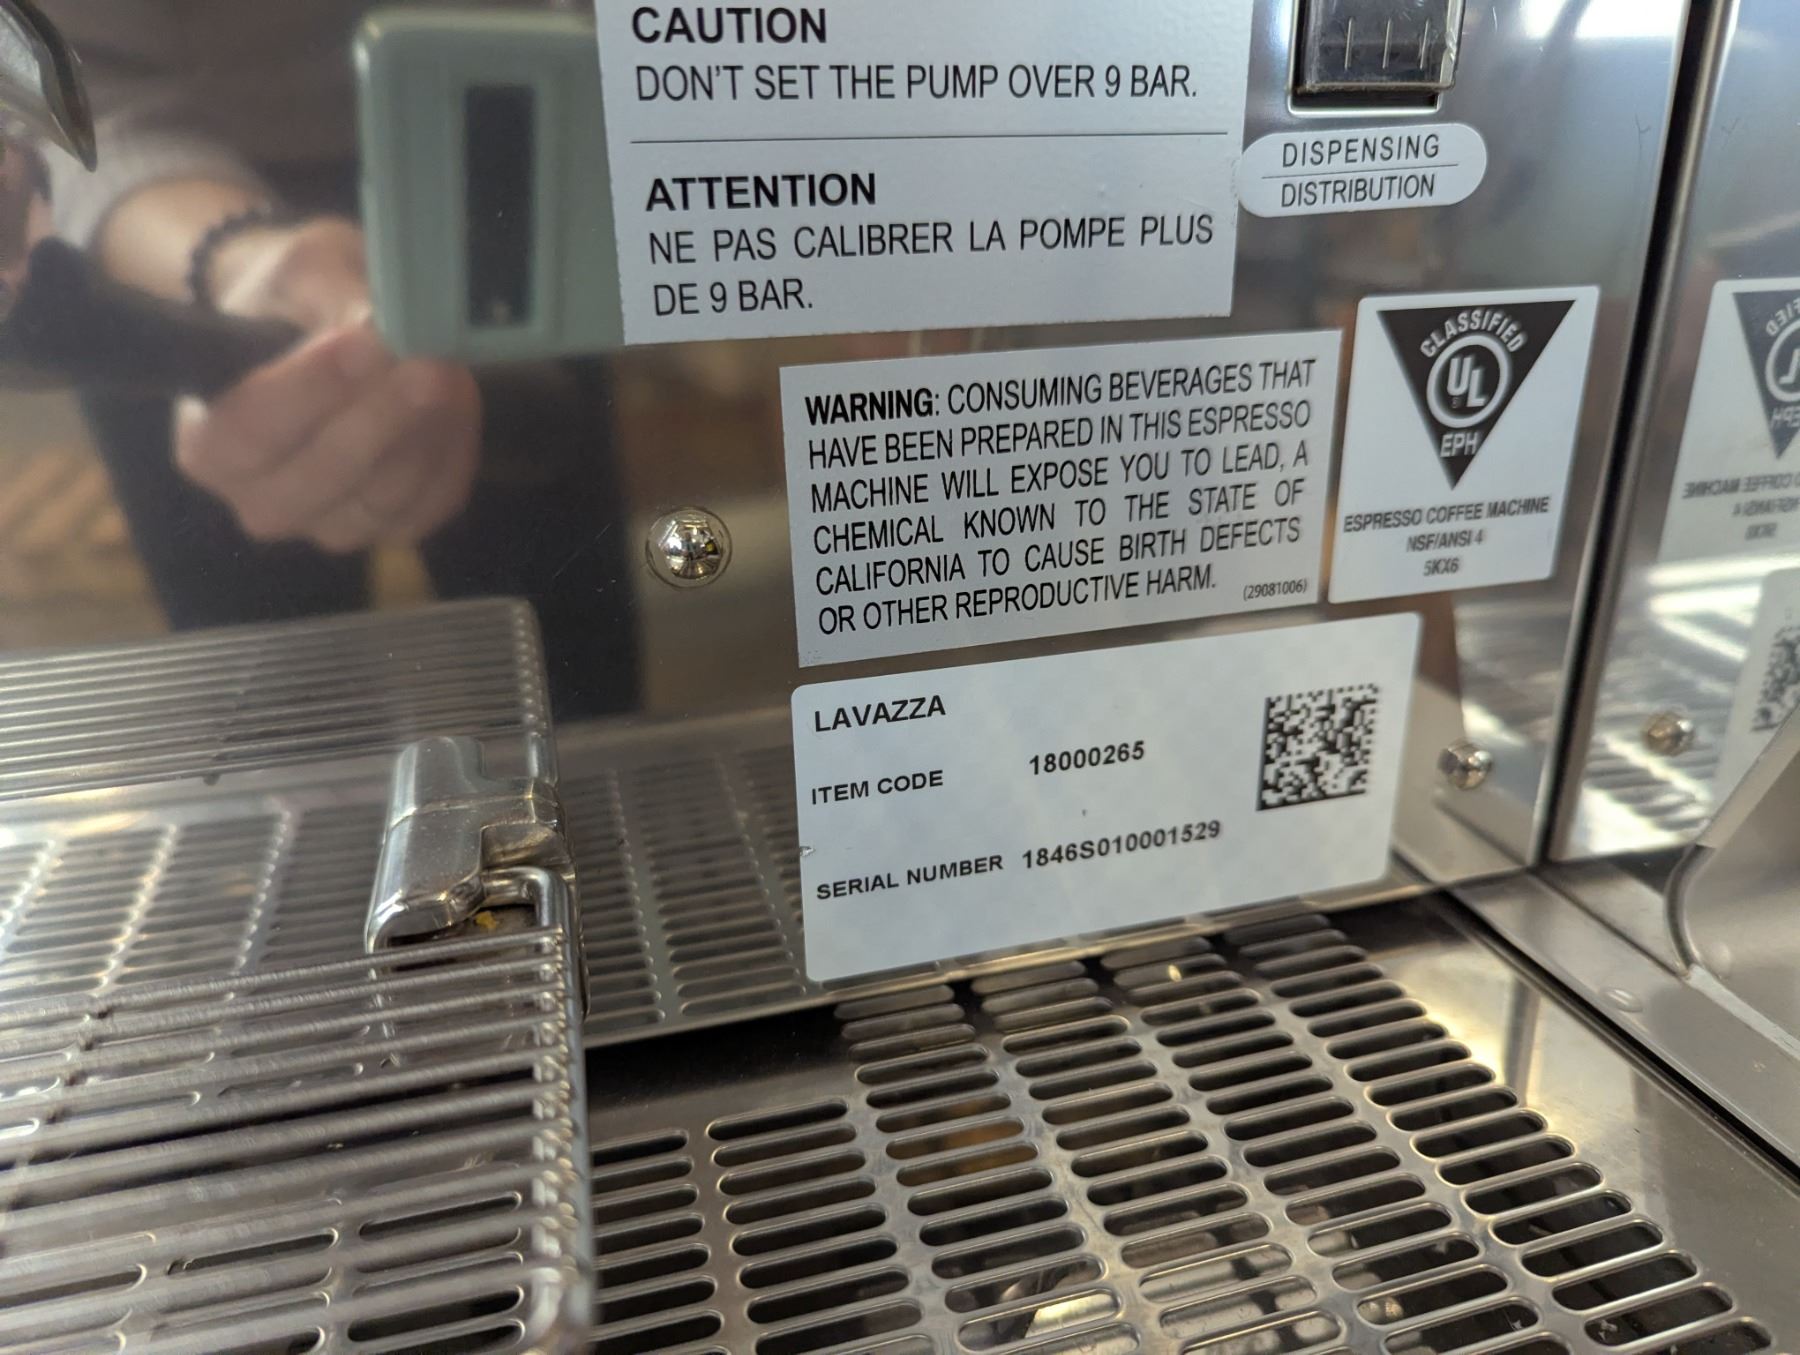 CAUTION
DON'T SET THE PUMP OVER 9 BAR.
ATTENTION
NE PAS CALIBRER LA POMPE PLUS
DE 9 BAR.
DISPENSING
DISTRIBUTION
WARNING: CONSUMING BEVERAGES THAT
HAVE BEEN PREPARED IN THIS ESPRESSO
MACHINE WILL EXPOSE YOU TO LEAD, A
CHEMICAL KNOWN TO THE STATE OF
CALIFORNIA TO CAUSE BIRTH DEFECTS
OR OTHER REPRODUCTIVE HARM. (29081006)
CLASSIFIED
UL
EPH
ESPRESSO COFFEE MACHINE
NSF/ANSI 4
5KX6
LAVAZZA
ITEM CODE 18000265
SERIAL NUMBER 1846S010001529